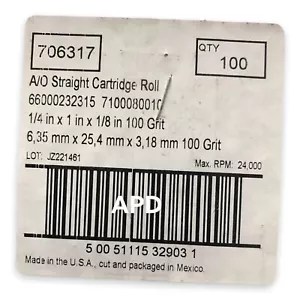 706317
QTY
100
A/O Straight Cartridge Roll
66000232315 7100080010
1/4 in x 1 in x 1/8 in 100 Grit
6,35 mm x 25,4 mm x 3,18 mm 100 Grit
LOT: JZ221461
Max. RPM: 24,000
APD
5 00 51115 32903 1
Made in the U.S.A., cut and packaged in Mexico.